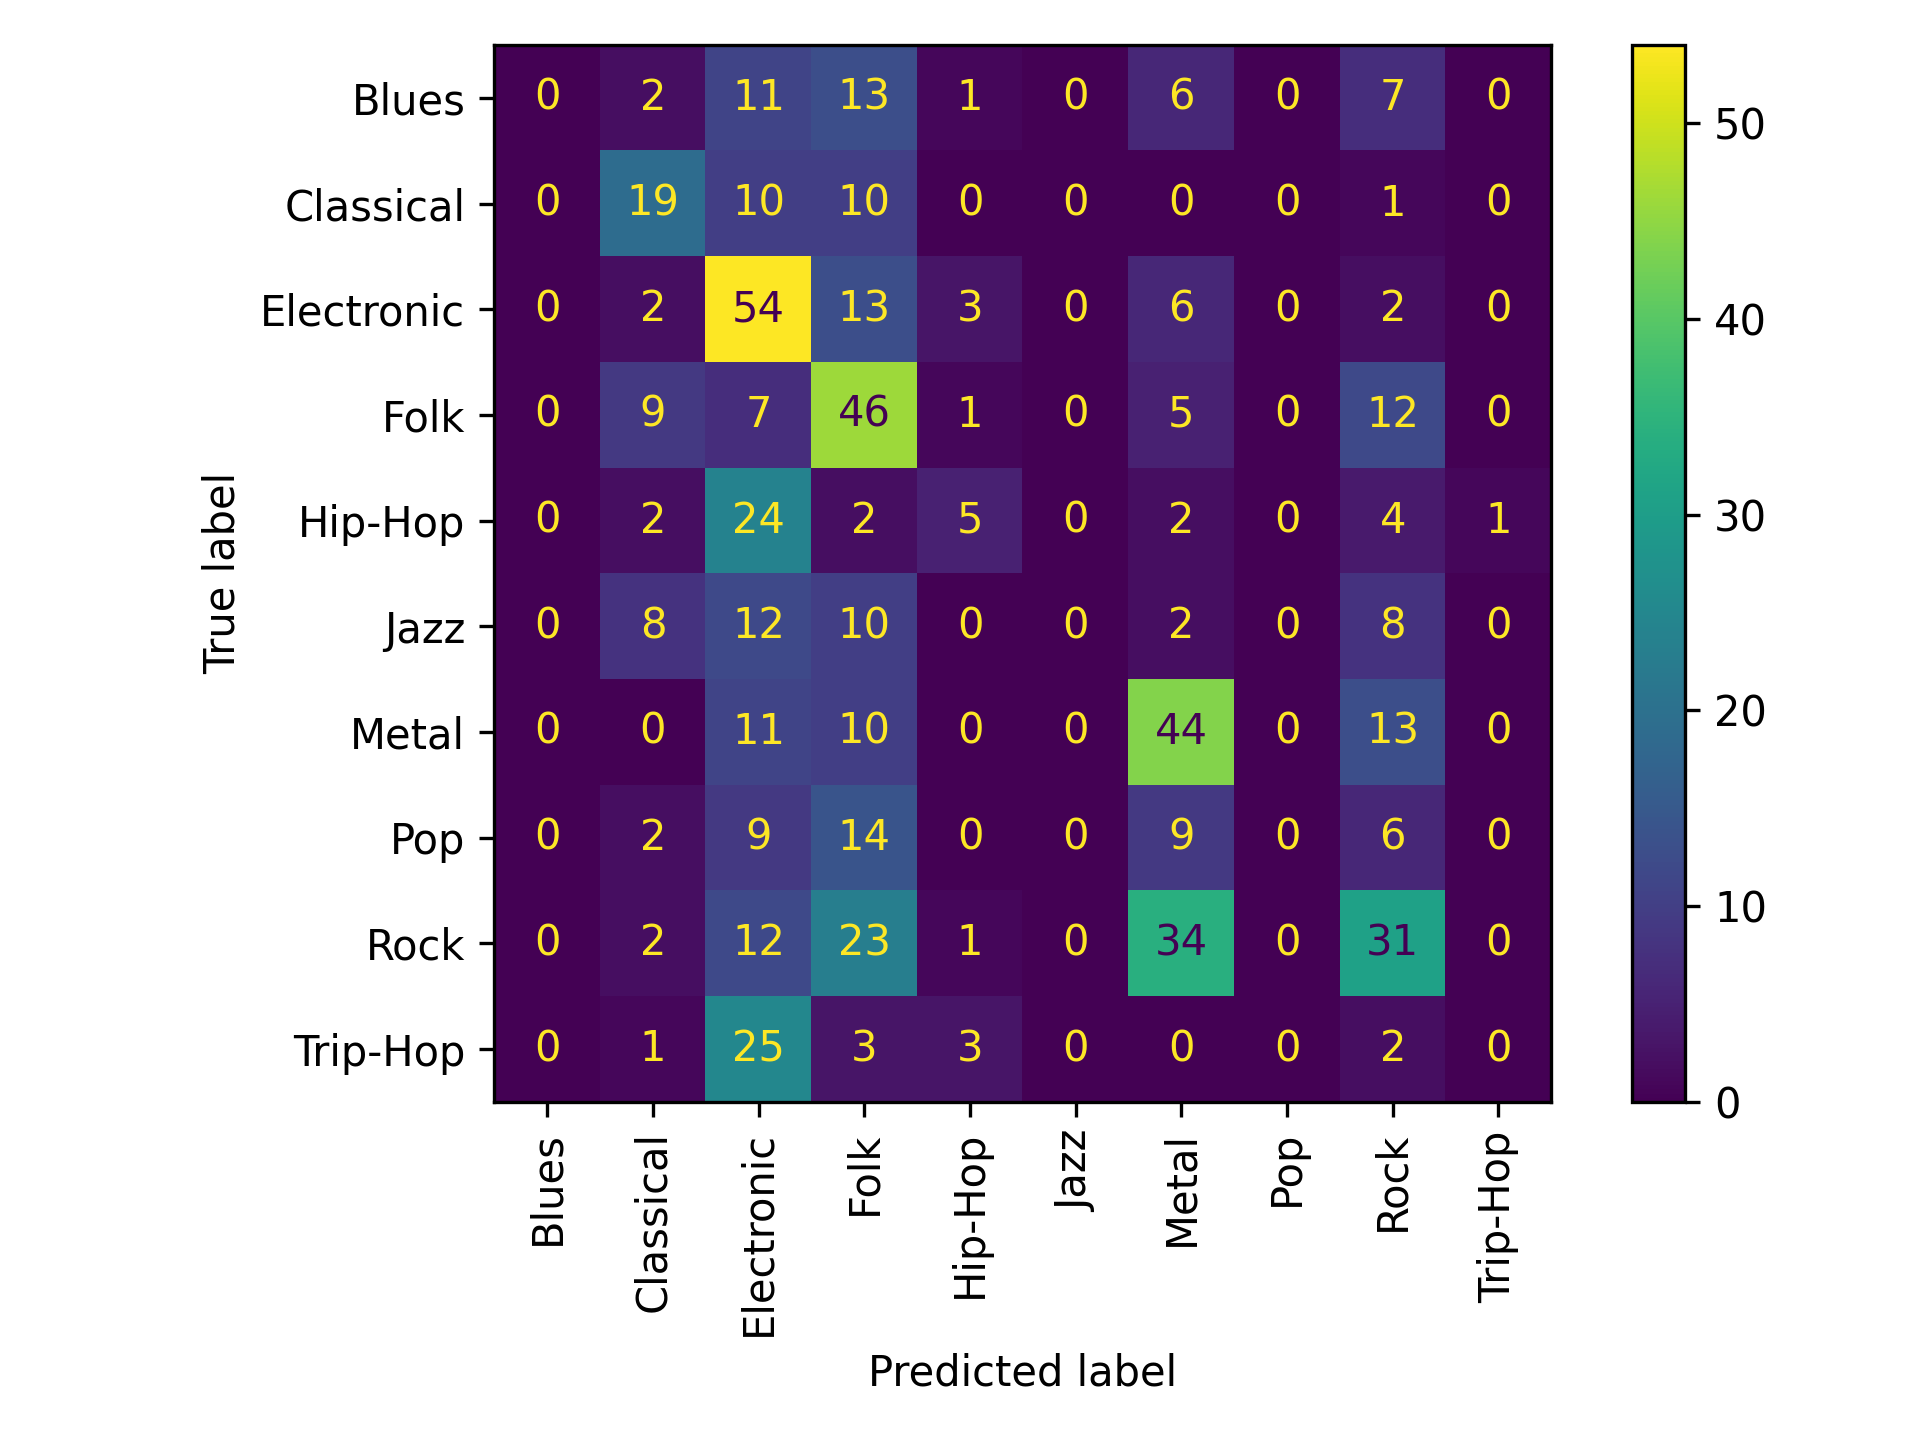 True label
Blues 0 2 11 13 1 0 6 0 7 0
Classical 0 19 10 10 0 0 0 0 1 0
Electronic 0 2 54 13 3 0 6 0 2 0
Folk 0 9 7 46 1 0 5 0 12 0
Hip-Hop 0 2 24 2 5 0 2 0 4 1
Jazz 0 8 12 10 0 0 2 0 8 0
Metal 0 0 11 10 0 0 44 0 13 0
Pop 0 2 9 14 0 0 9 0 6 0
Rock 0 2 12 23 1 0 34 0 31 0
Trip-Hop 0 1 25 3 3 0 0 0 2 0
Blues Classical Electronic Folk Hip-Hop Jazz Metal Pop Rock Trip-Hop
Predicted label
50
40
30
20
10
0